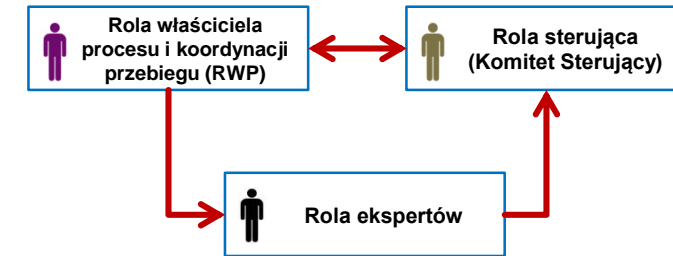 Rola właściciela
procesu i koordynacji
przebiegu (RWP)
Rola sterująca
(Komitet Sterujący)
Rola ekspertów